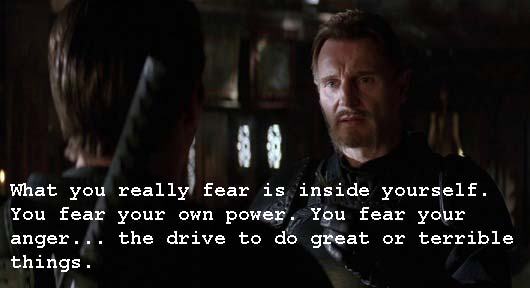 What you really fear is inside yourself.
You fear your own power. You fear your
anger... the drive to do great or terrible
things.